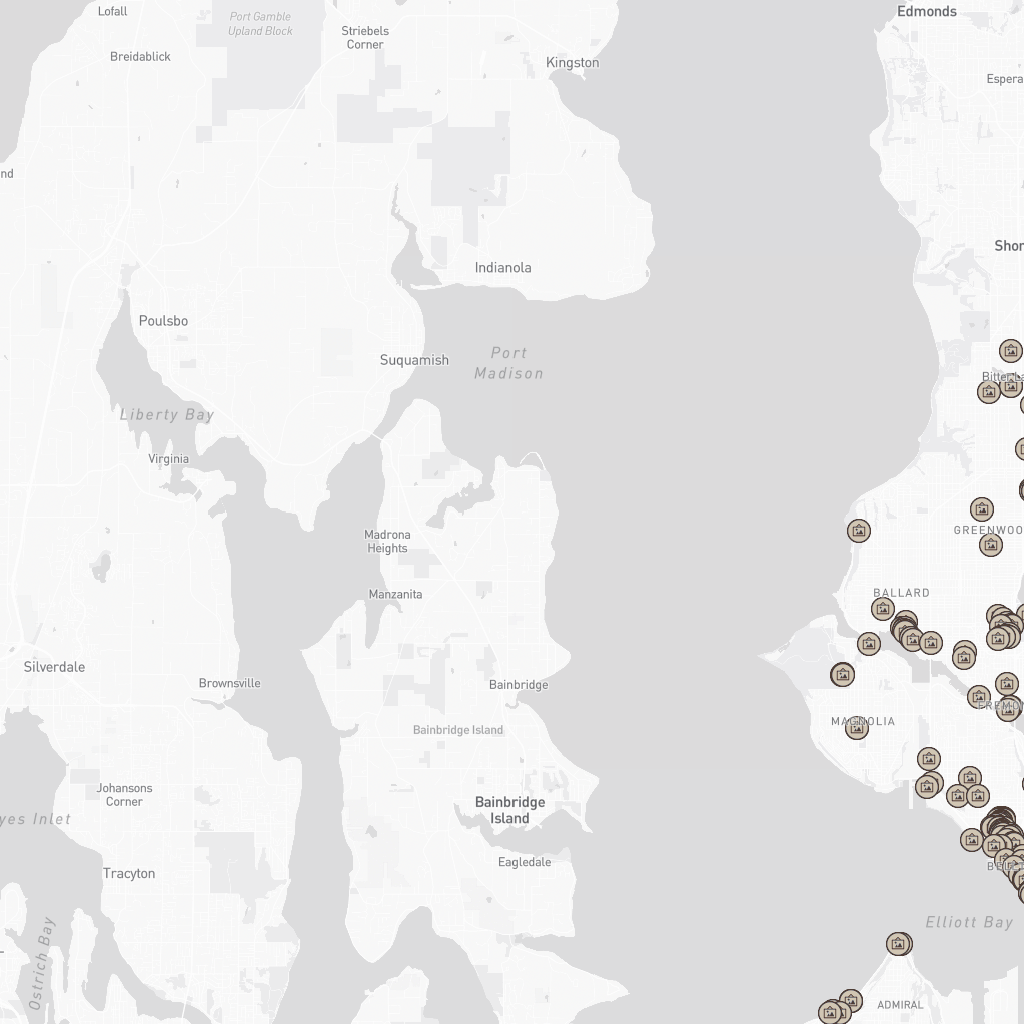 Lofall
Port Gamble
Upland Block
Edmonds
Striebels
Corner
Breidablick
Kingston
Espera
nd
Shor
Indianola
Poulsbo
Port
Madison
Suquamish
Bitter La
Liberty Bay
Virginia
GREENWOO
Madrona
Heights
BALLARD
Manzanita
Silverdale
Brownsville
Bainbridge
FREMON
MAGNOLIA
Bainbridge Island
Johansons
Corner
Bainbridge
Island
yes Inlet
Eagledale
Tracyton
Elliott Bay
Ostrich Bay
ADMIRAL